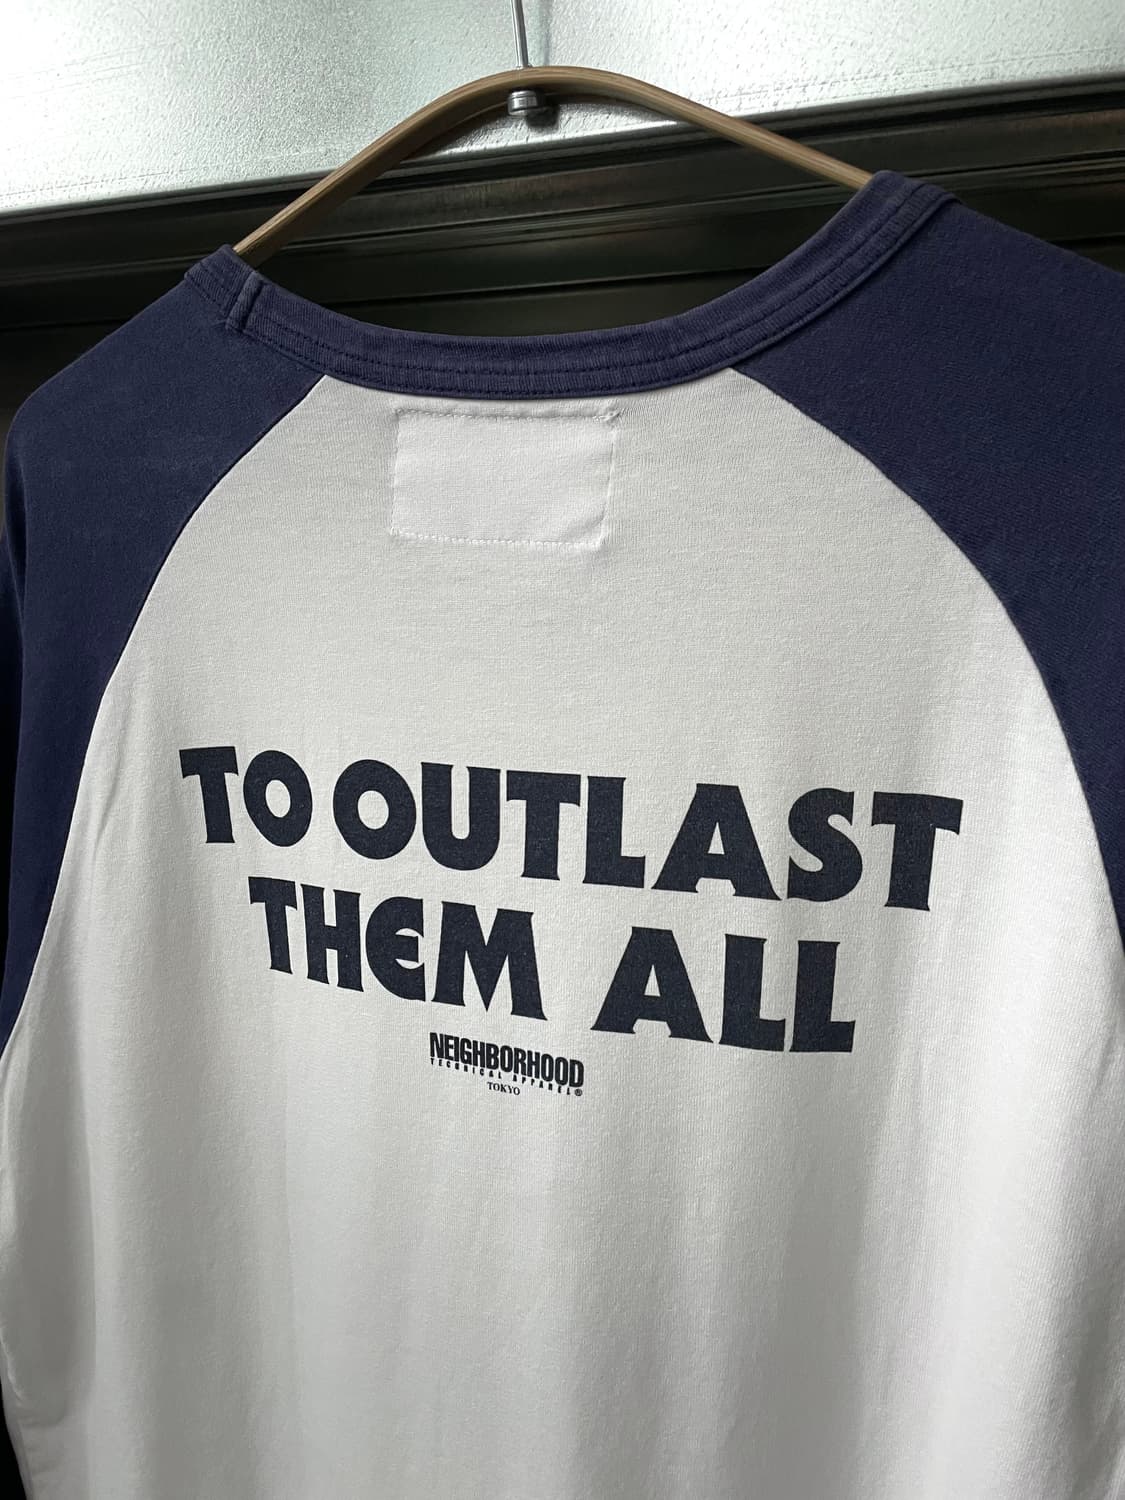 TO OUTLAST
THEM ALL
NEIGHBORHOOD
TECHNICAL APPAREL®
TOKYO